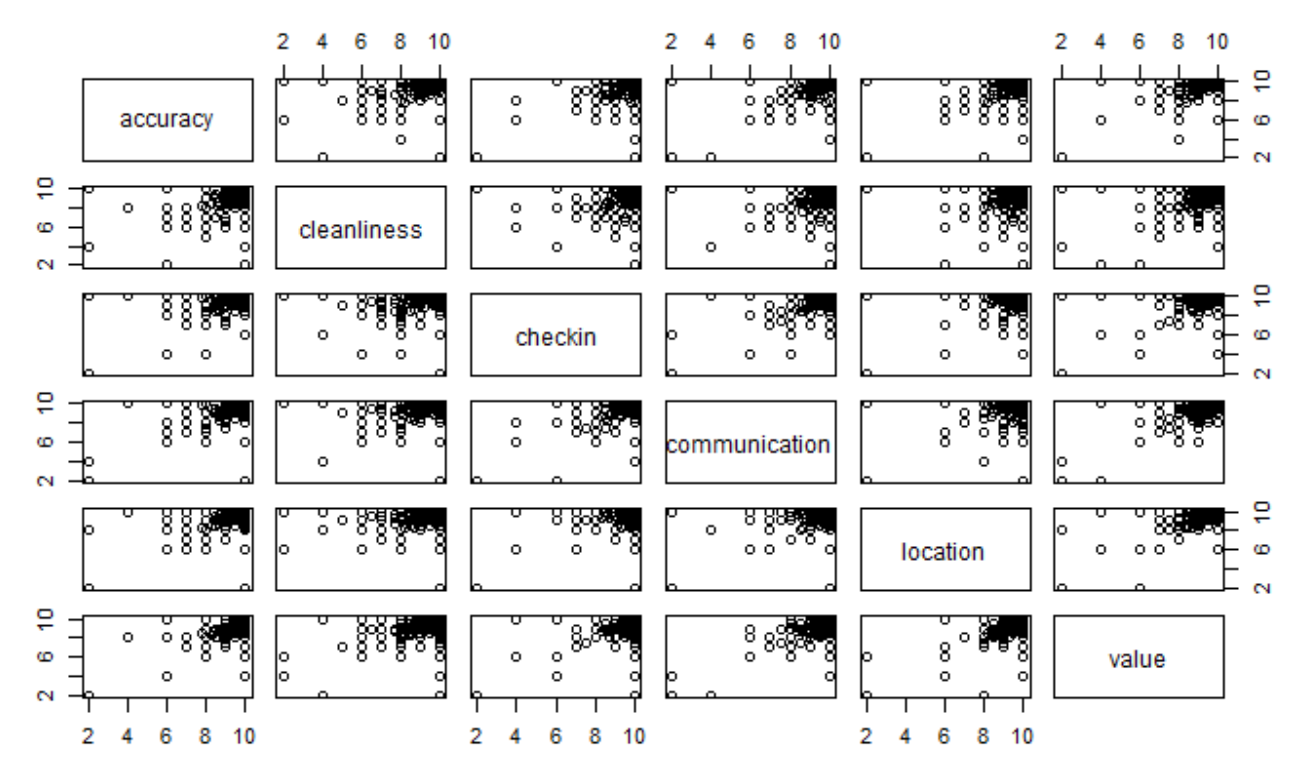 2 4 6 8 10 2 4 6 8 10 2 4 6 8 10
accuracy 2 6 10
2 6 10 cleanliness
checkin 2 6 10
2 6 10 communication
location 2 6 10
2 6 10 value
2 4 6 8 10 2 4 6 8 10 2 4 6 8 10